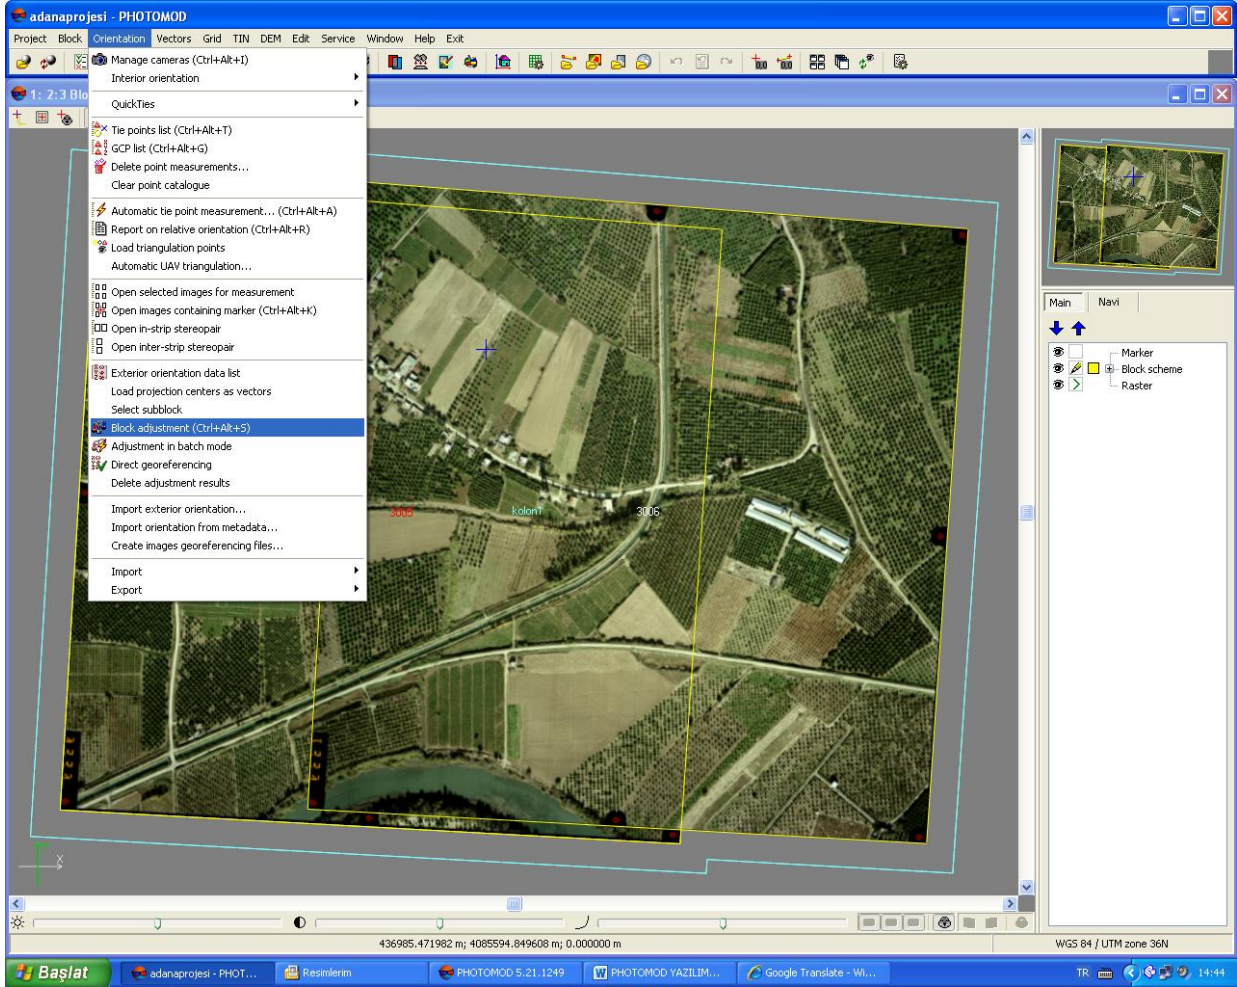 adanaprojesi - PHOTOMOD
Project Block Orientation Vectors Grid TIN DEM Edit Service Window Help Exit
1: 2:3 Blo
Manage cameras (Ctrl+Alt+I)
Interior orientation
QuickTies
Tie points list (Ctrl+Alt+T)
GCP list (Ctrl+Alt+G)
Delete point measurements...
Clear point catalogue
Automatic tie point measurement... (Ctrl+Alt+A)
Report on relative orientation (Ctrl+Alt+R)
Load triangulation points
Automatic UAV triangulation...
Open selected images for measurement
Open images containing marker (Ctrl+Alt+K)
Open in-strip stereopair
Open inter-strip stereopair
Exterior orientation data list
Load projection centers as vectors
Select subblock
Block adjustment (Ctrl+Alt+S)
Adjustment in batch mode
Direct georeferencing
Delete adjustment results
Import exterior orientation...
Import orientation from metadata...
Create images georeferencing files...
Import
Export
3005 kolon1 3006
X
Main Navi
Marker
Block scheme
Raster
436985.471982 m; 4085594.849608 m; 0.000000 m
WGS 84 / UTM zone 36N
Başlat
adanaprojesi - PHOT...
Resimlerim
PHOTOMOD 5.21.1249
PHOTOMOD YAZILIM...
Google Translate - Wi...
TR
14:44